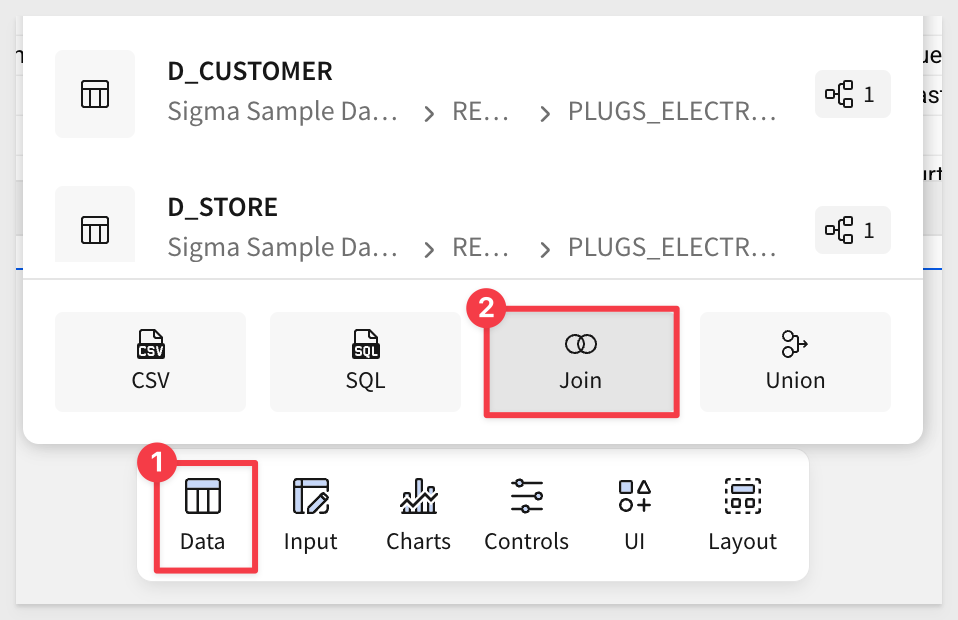 D_CUSTOMER
Sigma Sample Da… > RE… > PLUGS_ELECTR… 1
D_STORE
Sigma Sample Da… > RE… > PLUGS_ELECTR… 1
2
CSV SQL
CSV SQL Join Union
1
Data Input Charts Controls UI Layout